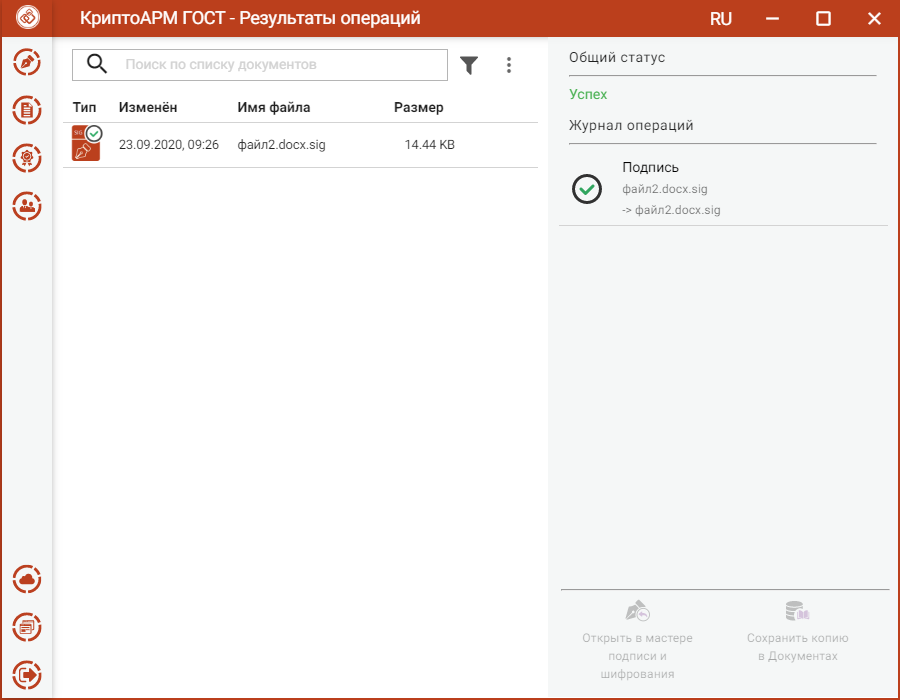 КриптоАРМ ГОСТ - Результаты операций
RU
Поиск по списку документов
Тип Изменён Имя файла Размер
SIG
23.09.2020, 09:26 файл2.docx.sig 14.44 KB
Общий статус
Успех
Журнал операций
Подпись
файл2.docx.sig
-> файл2.docx.sig
Открыть в мастере
подписи и
шифрования
Сохранить копию
в Документах